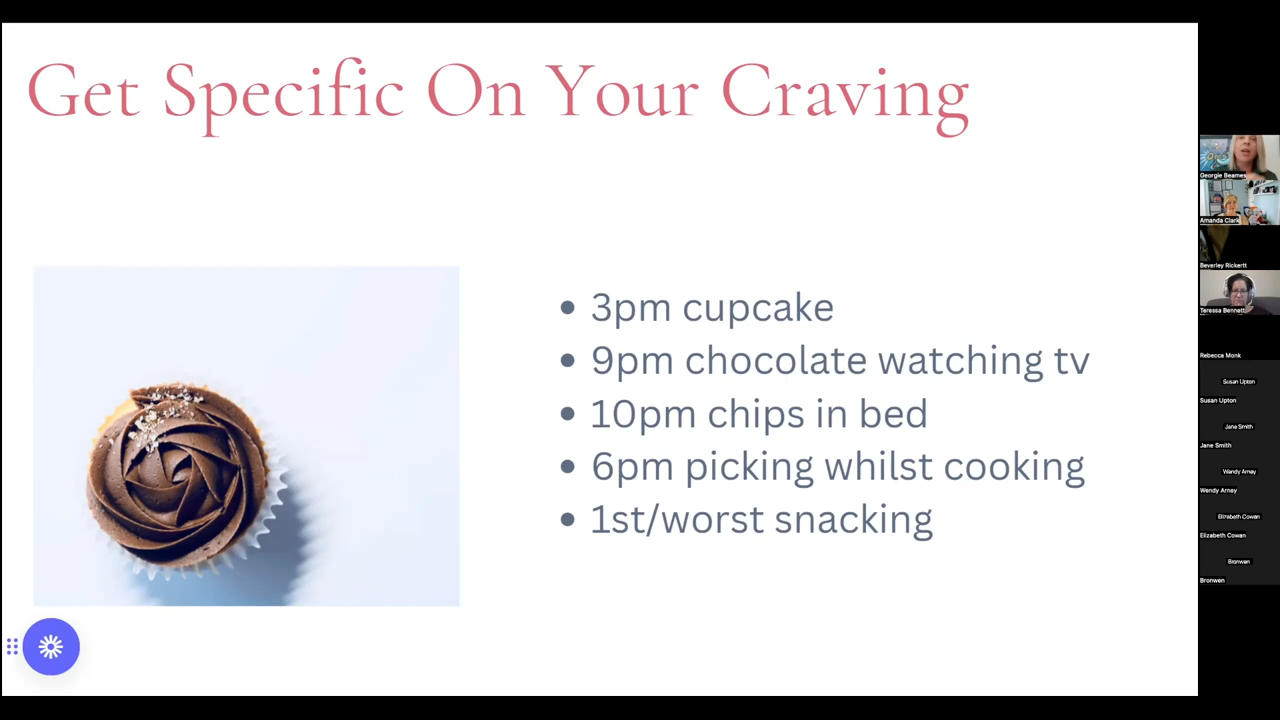 Get Specific On Your Craving
3pm cupcake
9pm chocolate watching tv
10pm chips in bed
6pm picking whilst cooking
1st/worst snacking
Georgie Beames
Amanda Clark
Beverley Rickertt
Teressa Bennett
Rebecca Monk
Susan Upton
Susan Upton
Jane Smith
Jane Smith
Wendy Arney
Wendy Arney
Elizabeth Cowan
Elizabeth Cowan
Bronwen
Bronwen